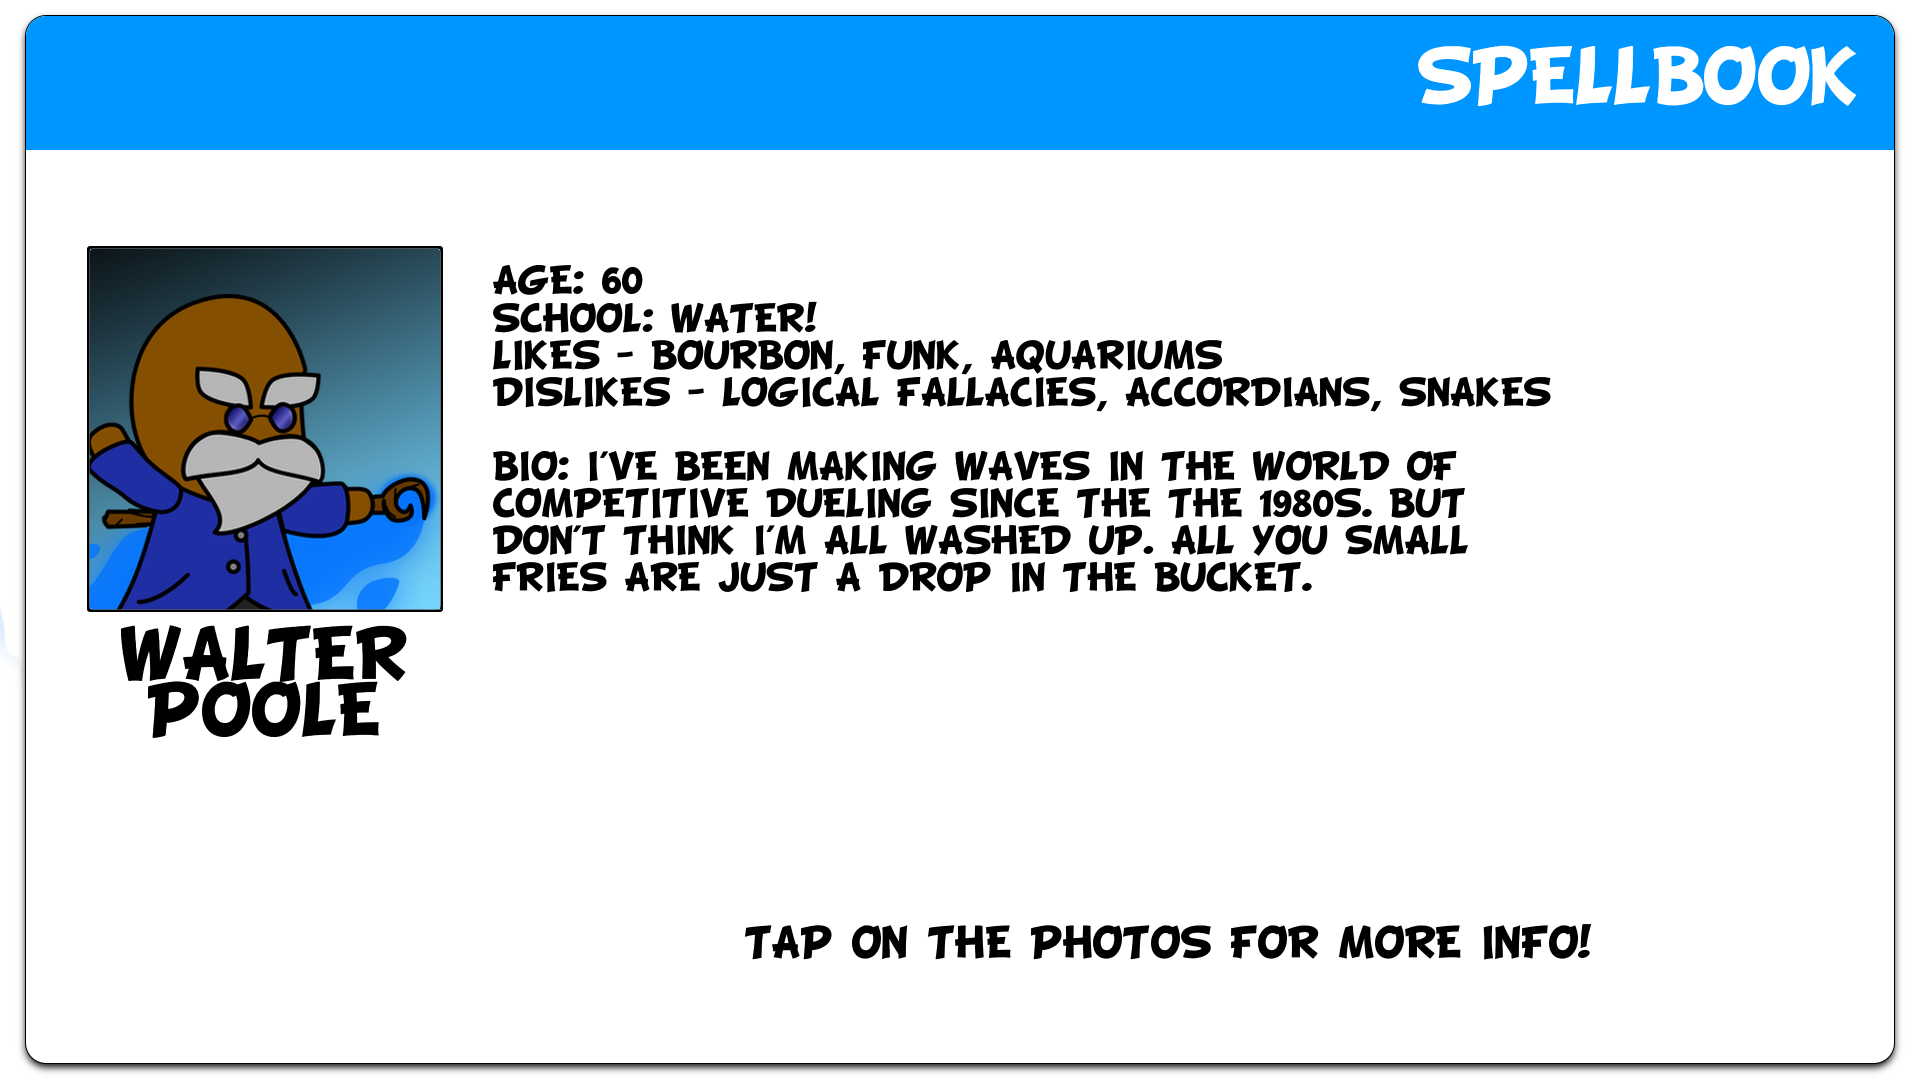 SPELLBOOK
AGE: 60
SCHOOL: WATER!
LIKES - BOURBON, FUNK, AQUARIUMS
DISLIKES - LOGICAL FALLACIES, ACCORDIANS, SNAKES
BIO: I'VE BEEN MAKING WAVES IN THE WORLD OF
COMPETITIVE DUELING SINCE THE THE 1980S. BUT
DON'T THINK I'M ALL WASHED UP. ALL YOU SMALL
FRIES ARE JUST A DROP IN THE BUCKET.
WALTER
POOLE
TAP ON THE PHOTOS FOR MORE INFO!